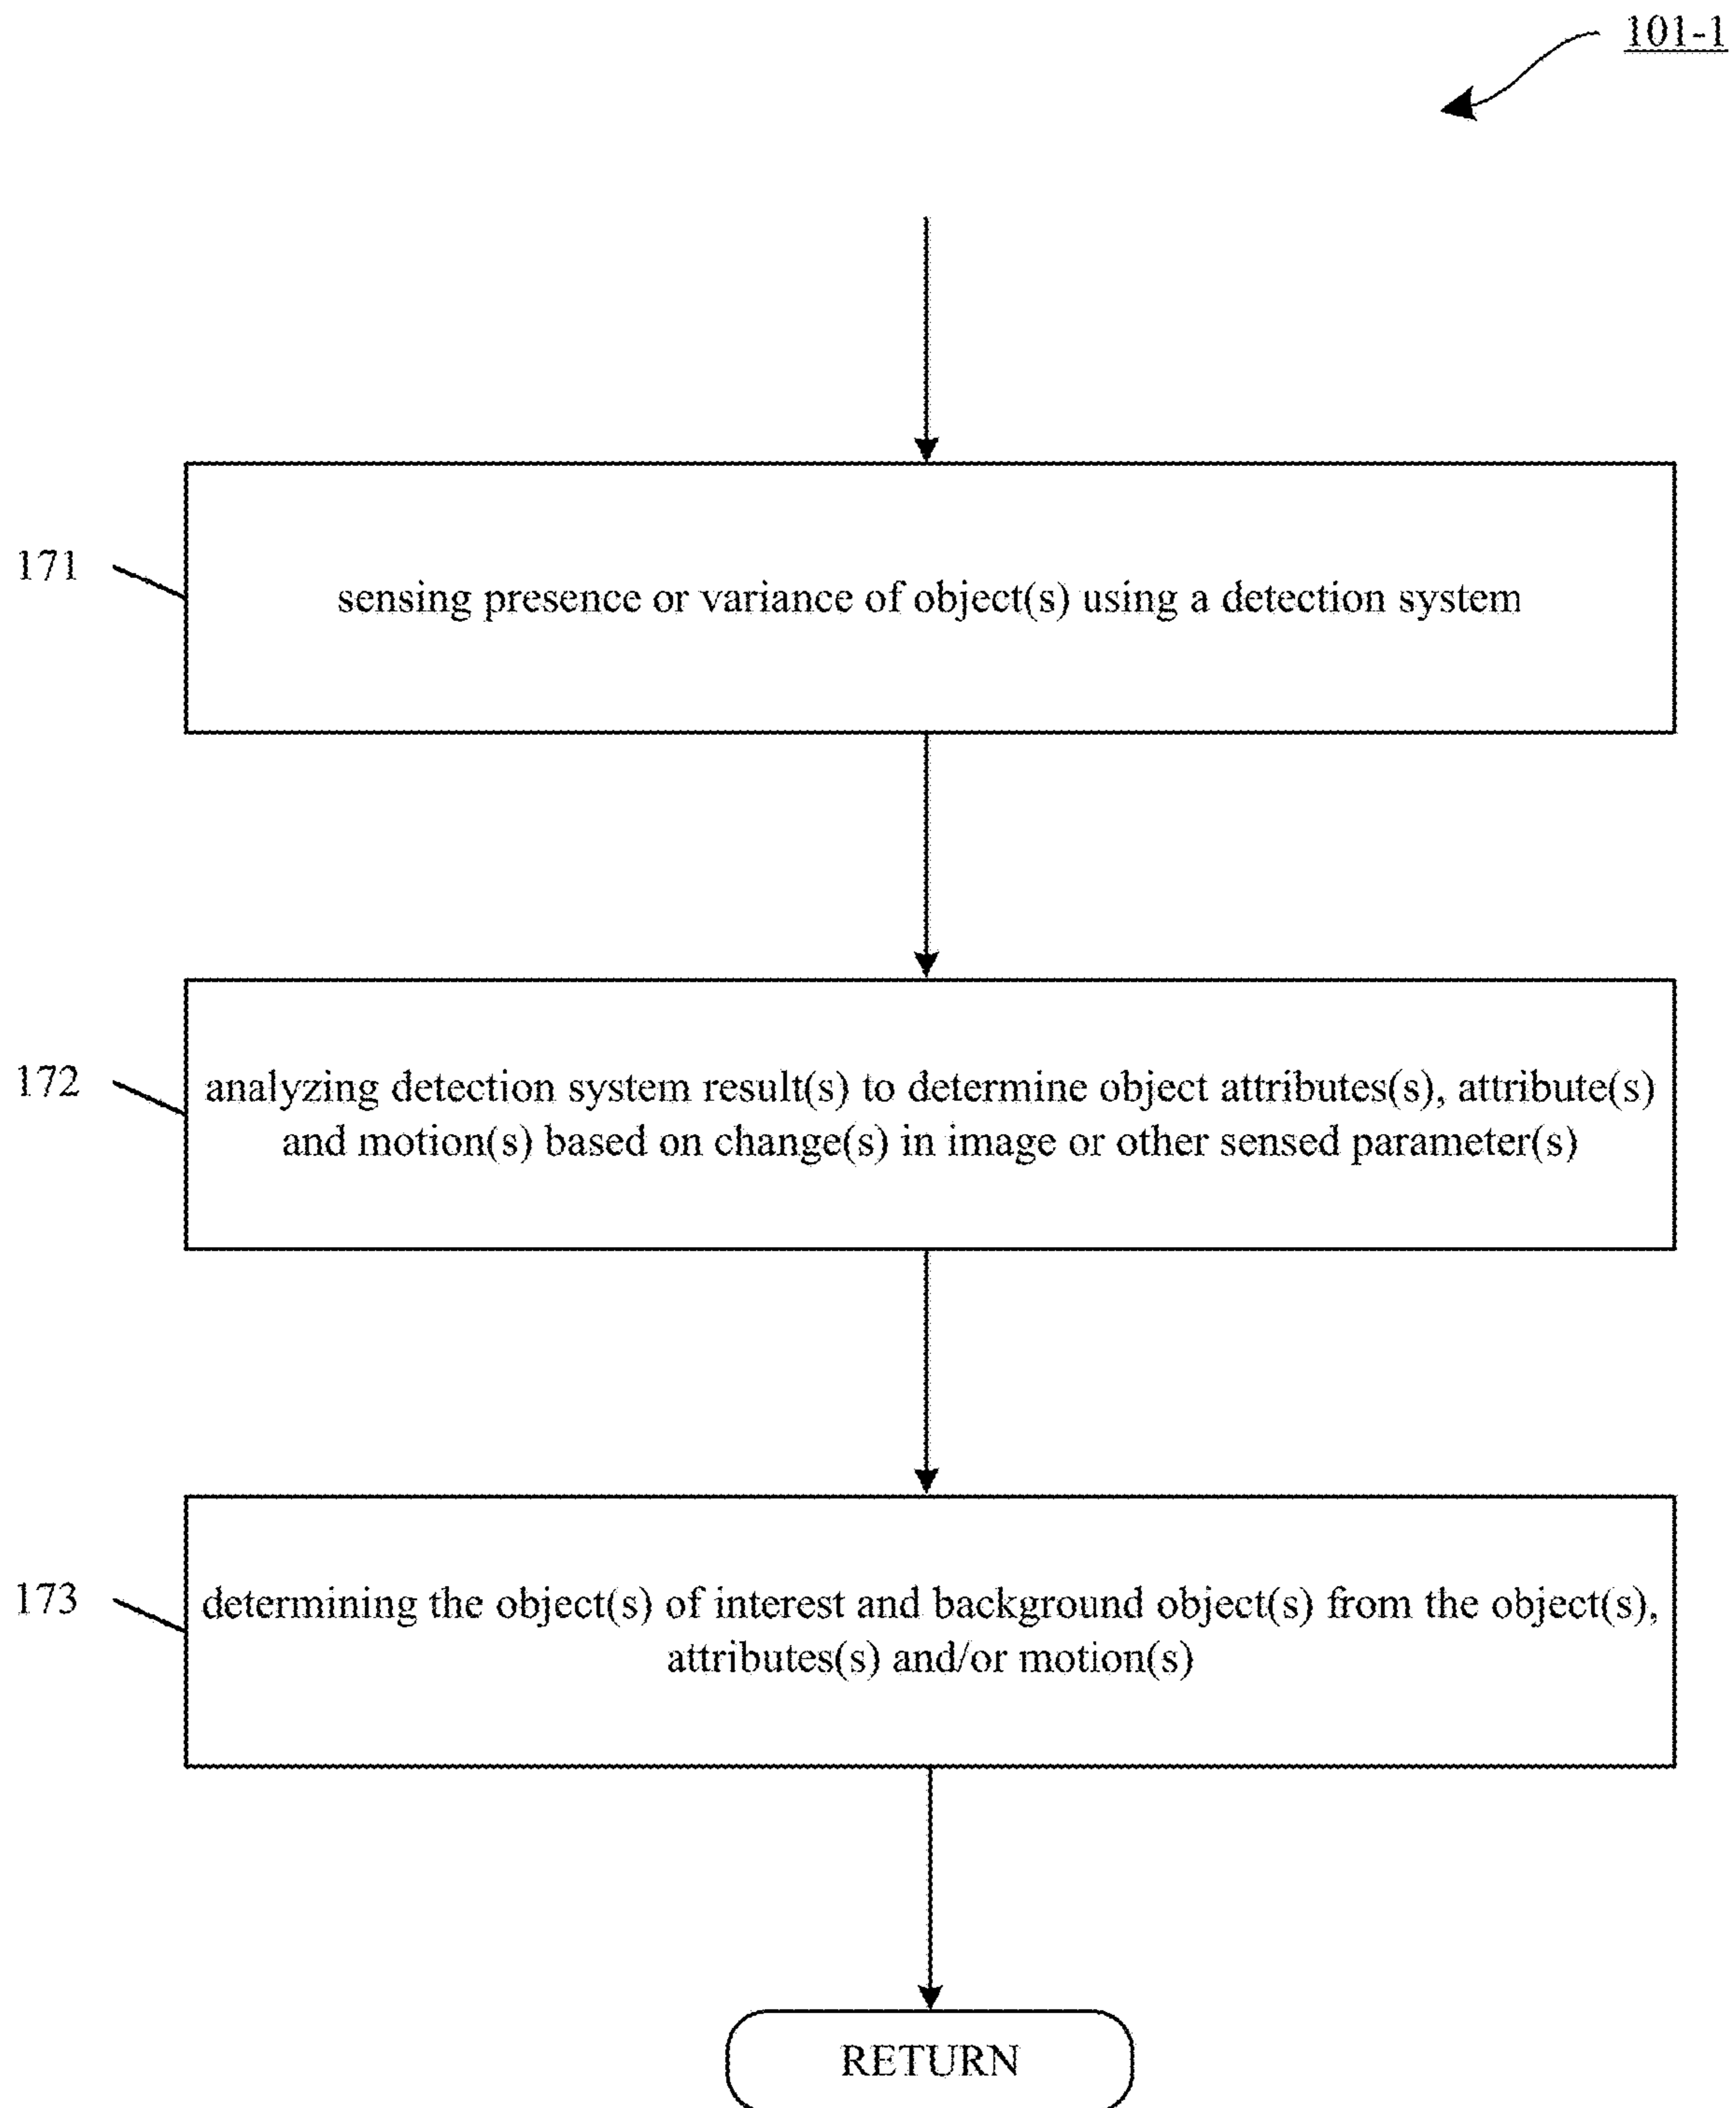 101-1
171
sensing presence or variance of object(s) using a detection system
172
analyzing detection system result(s) to determine object attributes(s), attribute(s)
and motion(s) based on change(s) in image or other sensed parameter(s)
173
determining the object(s) of interest and background object(s) from the object(s),
attributes(s) and/or motion(s)
RETURN